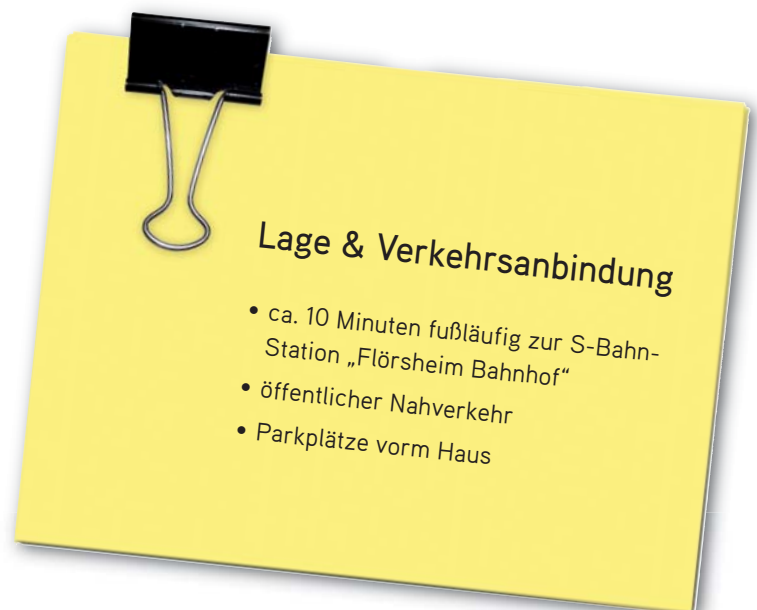 Lage & Verkehrsanbindung
• ca. 10 Minuten fußläufig zur S-Bahn-
Station „Flörsheim Bahnhof“
• öffentlicher Nahverkehr
• Parkplätze vorm Haus